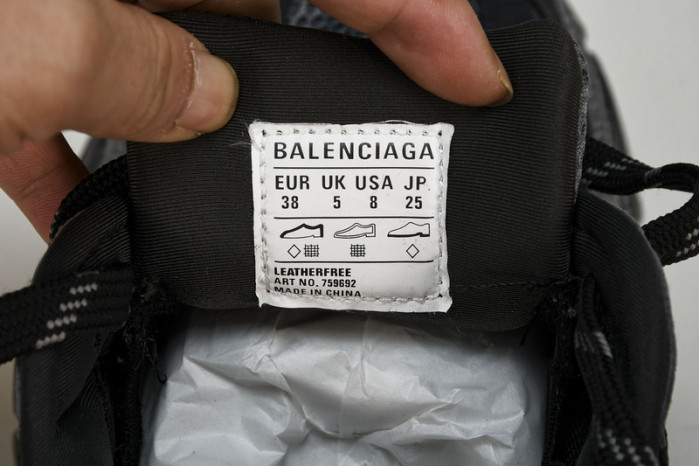 BALENCIAGA
EUR UK USA JP
38 5 8 25
LEATHERFREE
ART NO. 759692
MADE IN CHINA